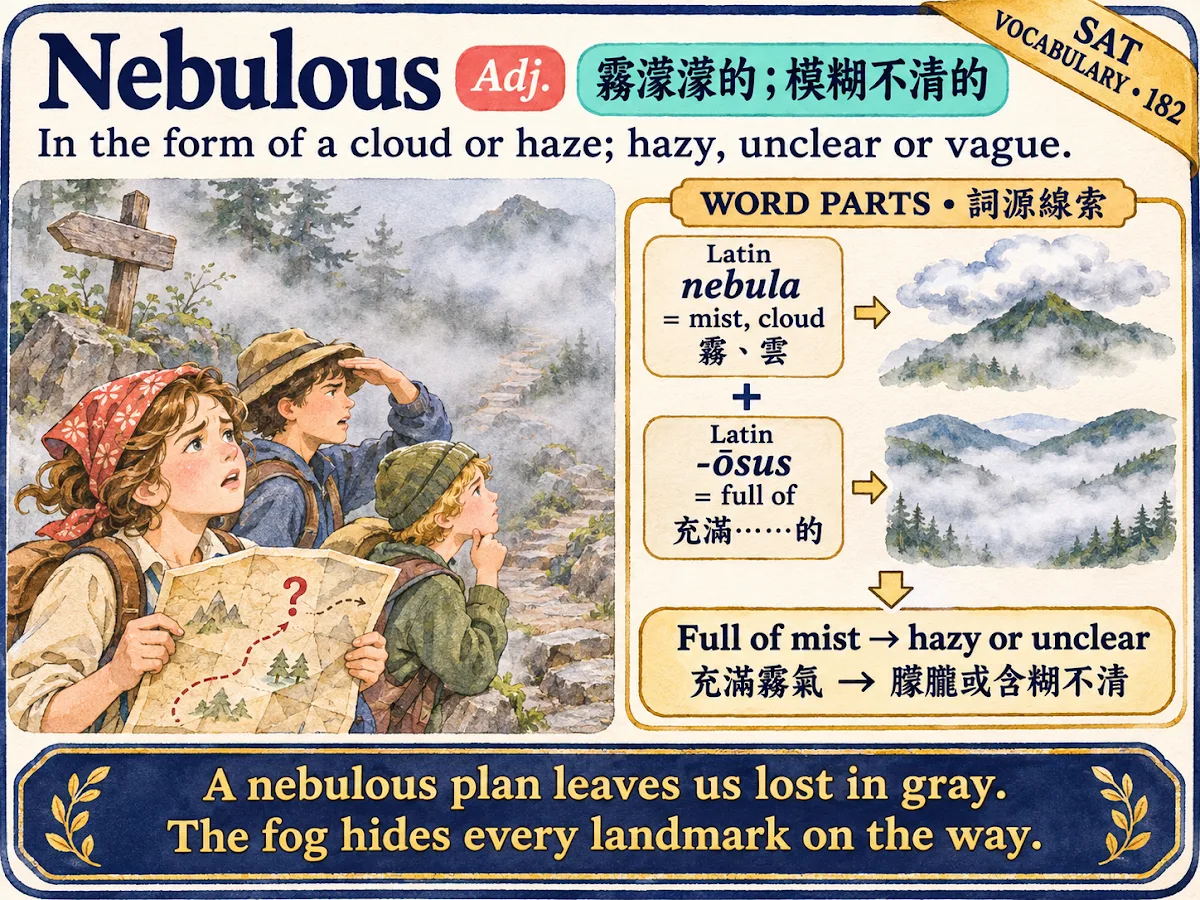 Nebulous
Adj.
霧濛濛的；模糊不清的
SAT
VOCABULARY • 182
In the form of a cloud or haze; hazy, unclear or vague.
?
WORD PARTS • 詞源線索
Latin
nebula
= mist, cloud
霧、雲
+
Latin
-ōsus
= full of
充滿⋯⋯的
Full of mist → hazy or unclear
充滿霧氣 → 朦朧或含糊不清
A nebulous plan leaves us lost in gray.
The fog hides every landmark on the way.